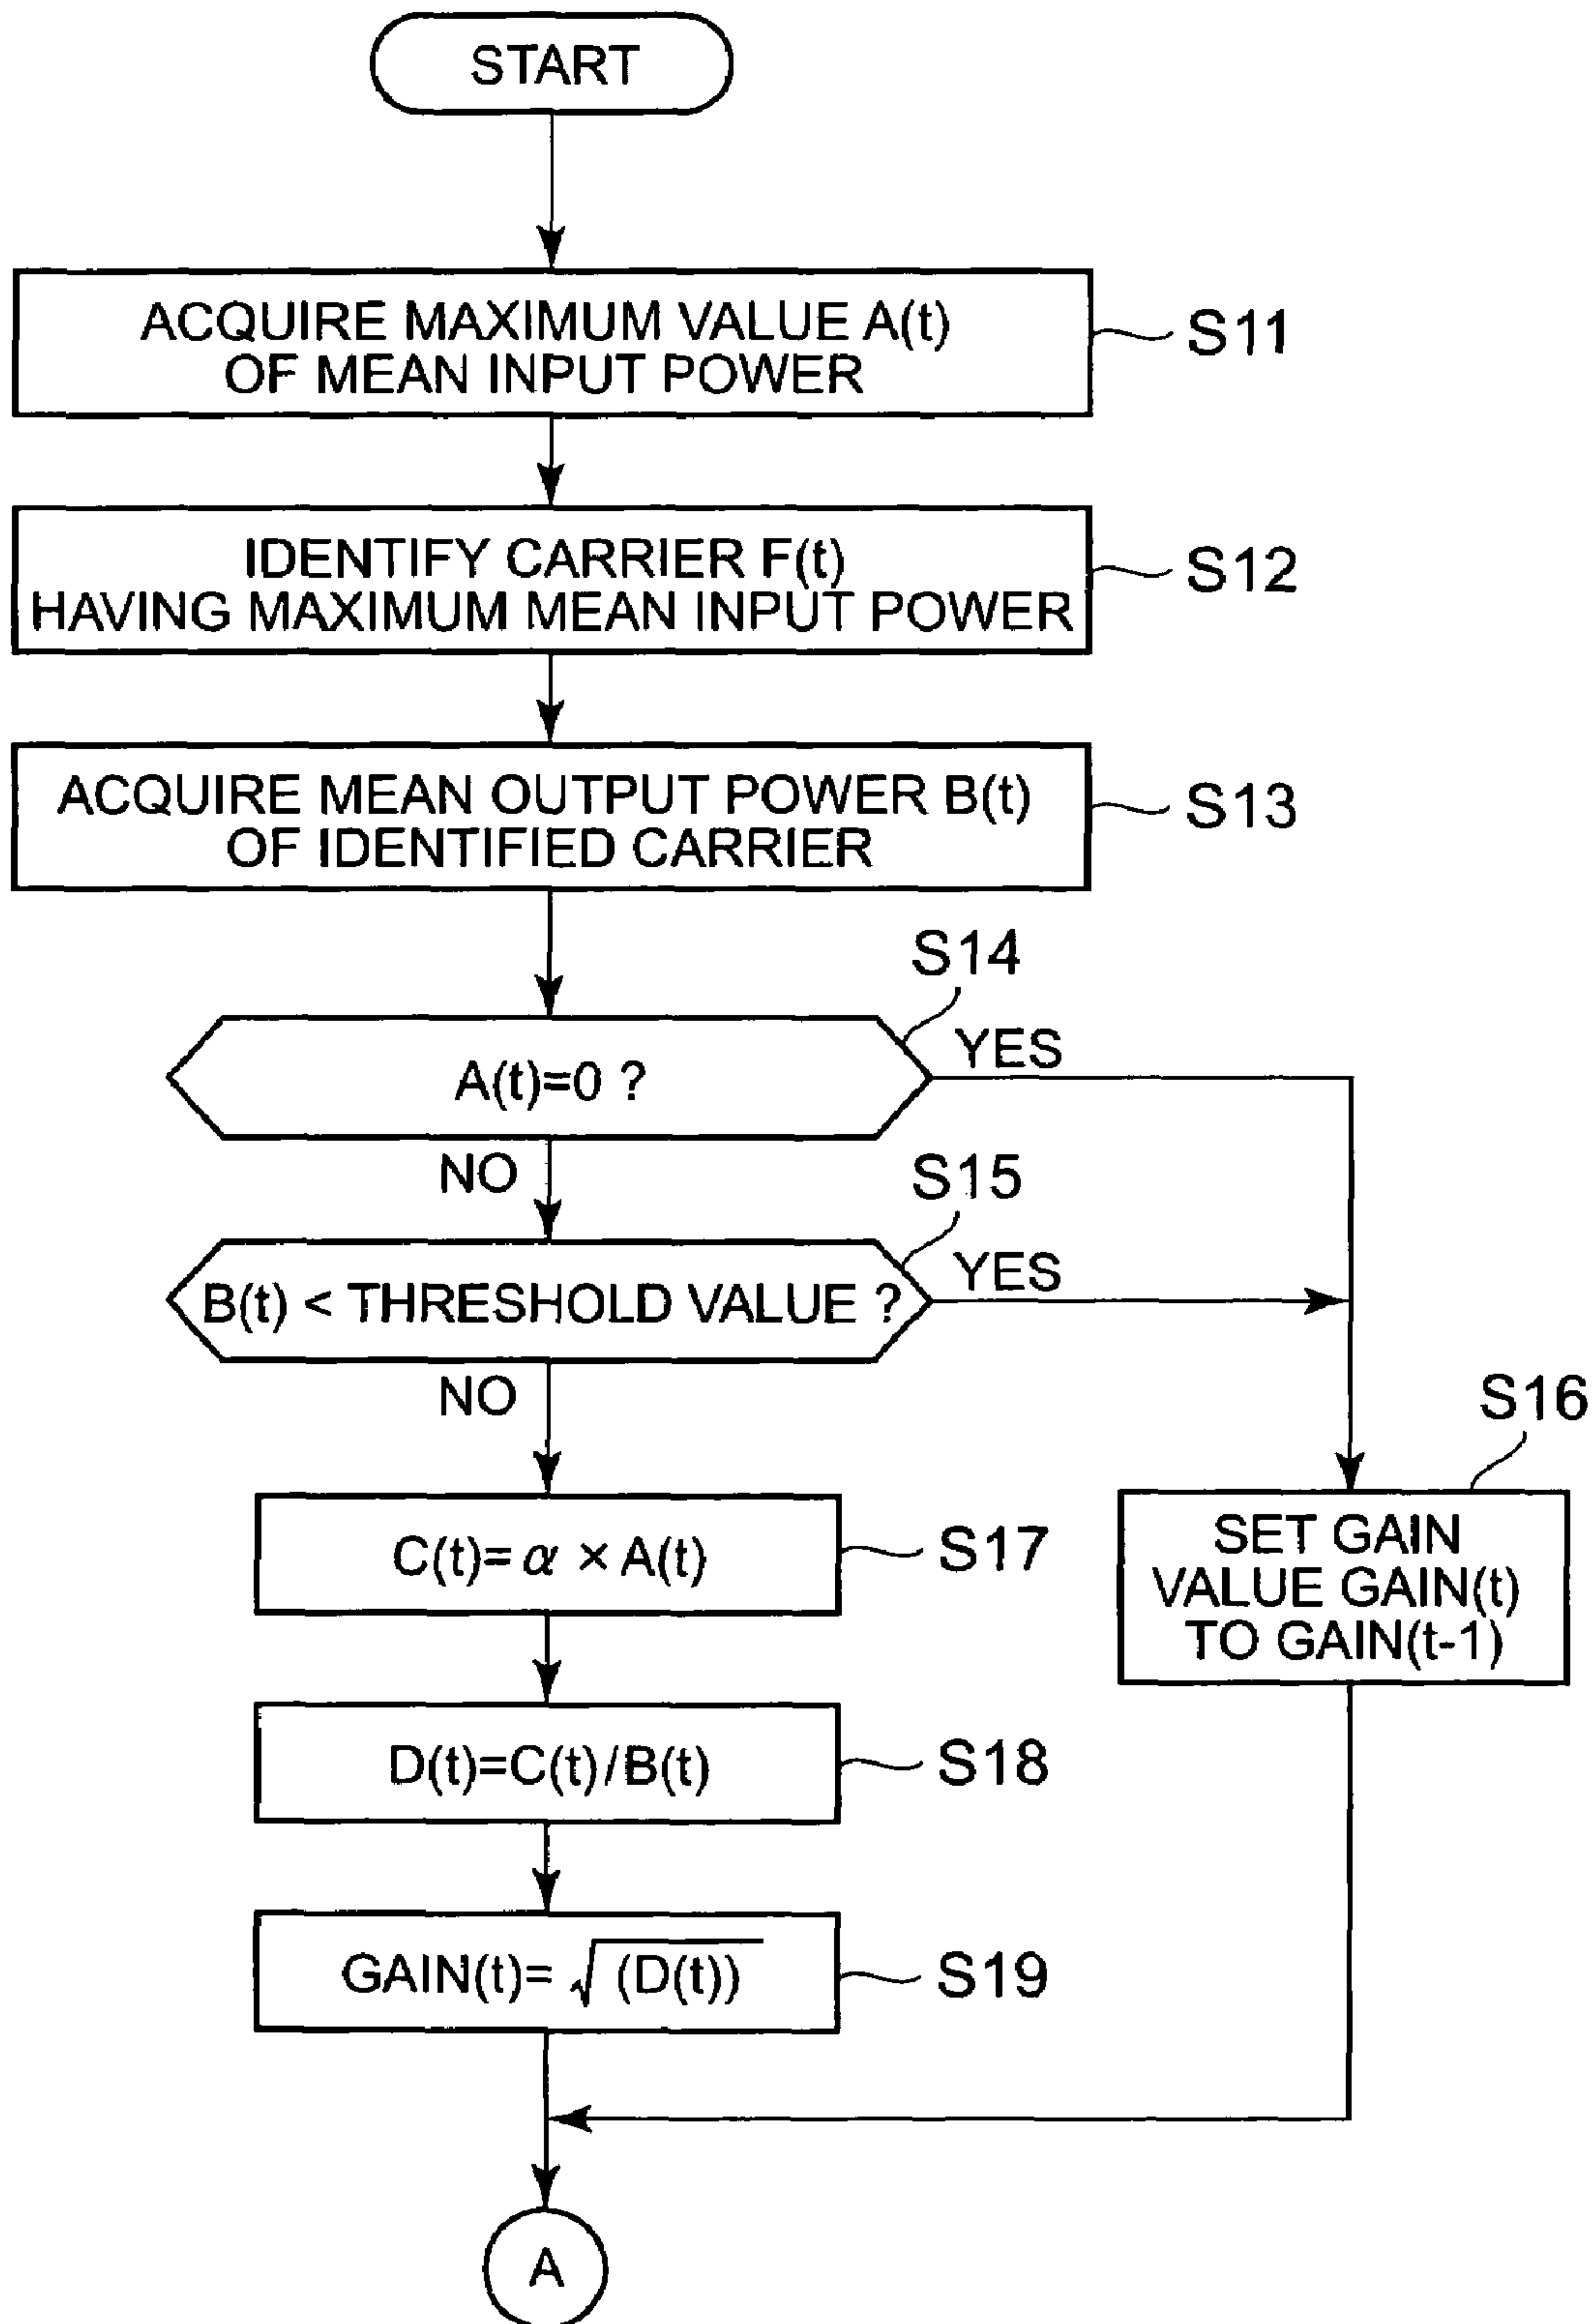 START
ACQUIRE MAXIMUM VALUE A(t)
OF MEAN INPUT POWER
S11
IDENTIFY CARRIER F(t)
HAVING MAXIMUM MEAN INPUT POWER
S12
ACQUIRE MEAN OUTPUT POWER B(t)
OF IDENTIFIED CARRIER
S13
S14
A(t)=0 ?
YES
NO
S15
B(t) < THRESHOLD VALUE ?
YES
NO
S16
SET GAIN
VALUE GAIN(t)
TO GAIN(t-1)
C(t)= α × A(t)
S17
D(t)=C(t)/B(t)
S18
GAIN(t)= √(D(t))
S19
A